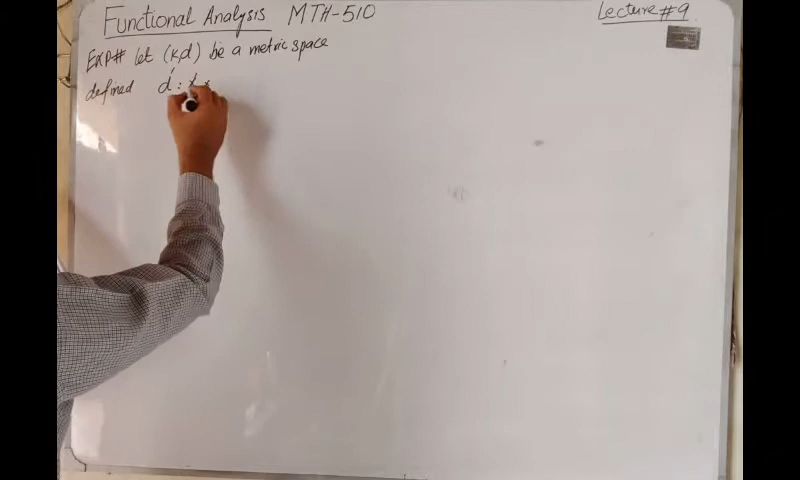 Functional Analysis MTH-510
Lecture #9
EXP# let (x,d) be a metric space
defined d' : x x